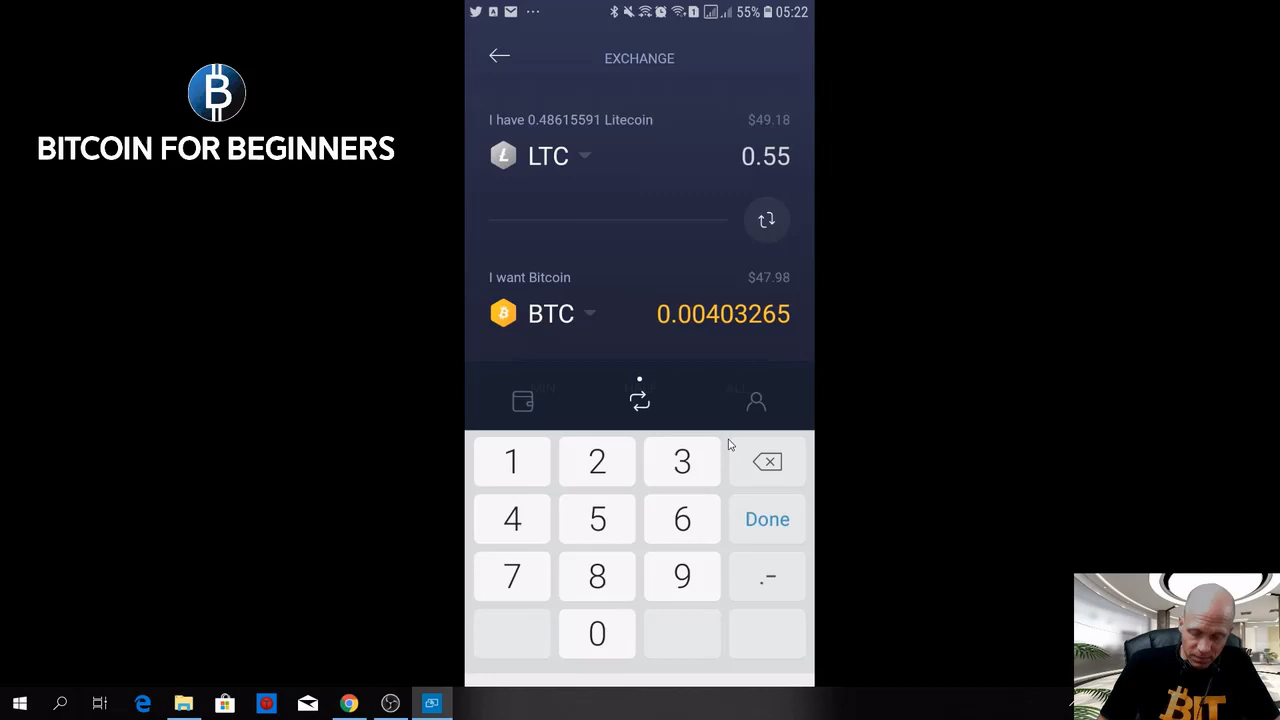 55% 05:22
EXCHANGE
BITCOIN FOR BEGINNERS
I have 0.48615591 Litecoin $49.18
LTC 0.55
I want Bitcoin $47.98
BTC 0.00403265
1 2 3
4 5 6 Done
7 8 9 .-
0
BIT